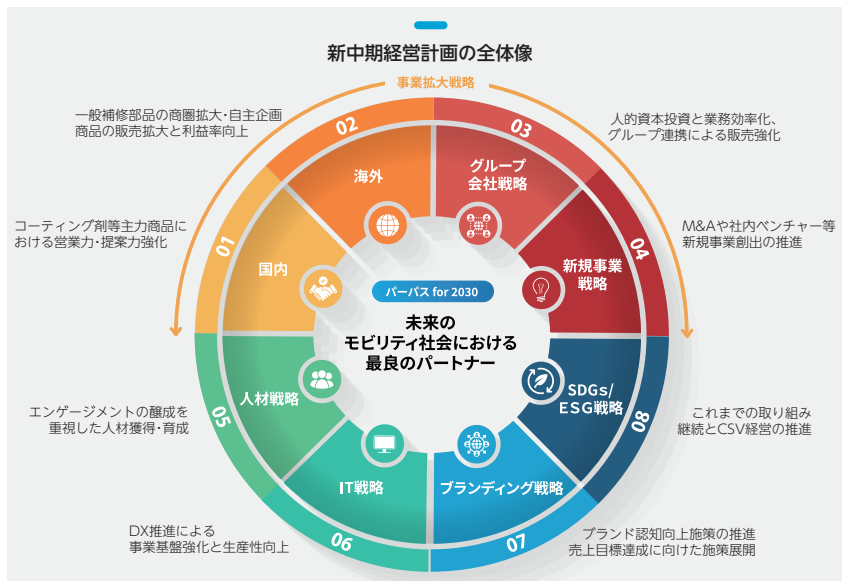 新中期経営計画の全体像
事業拡大戦略
一般補修部品の商圏拡大・自主企画
商品の販売拡大と利益率向上
02
海外
03
グループ
会社戦略
人的資本投資と業務効率化、
グループ連携による販売強化
コーティング剤等主力商品に
おける営業力・提案力強化
01
国内
04
新規事業
戦略
M&Aや社内ベンチャー等
新規事業創出の推進
パーパス for 2030
未来の
モビリティ社会における
最良のパートナー
エンゲージメントの醸成を
重視した人材獲得・育成
05
人材戦略
08
SDGs/
ESG戦略
これまでの取り組み
継続とCSV経営の推進
DX推進による
事業基盤強化と生産性向上
06
IT戦略
07
ブランディング戦略
ブランド認知向上施策の推進
売上目標達成に向けた施策展開